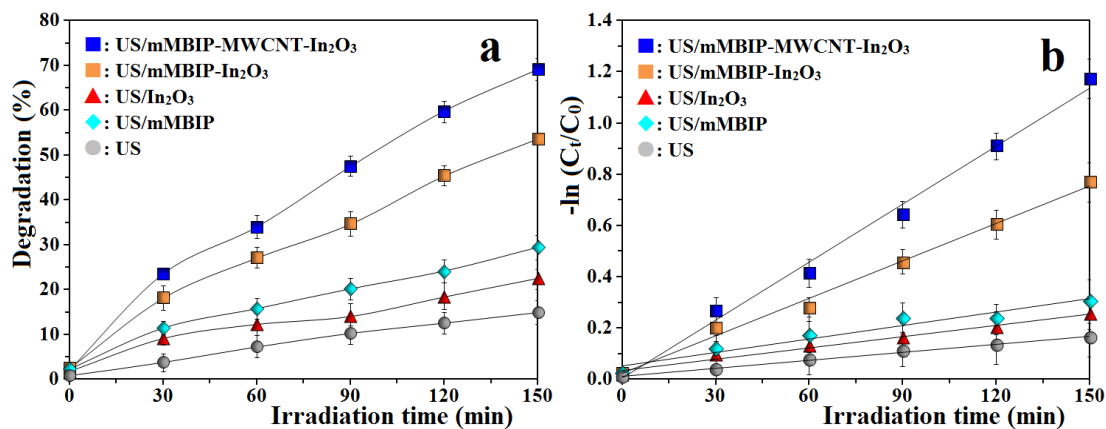 80
70
60
50
40
30
20
10
0
Degradation (%)
a
: US/mMBIP-MWCNT-In₂O₃
: US/mMBIP-In₂O₃
: US/In₂O₃
: US/mMBIP
: US
0 30 60 90 120 150
Irradiation time (min)
1.4
1.2
1.0
0.8
0.6
0.4
0.2
0.0
-ln (Ct/C0)
b
: US/mMBIP-MWCNT-In₂O₃
: US/mMBIP-In₂O₃
: US/In₂O₃
: US/mMBIP
: US
0 30 60 90 120 150
Irradiation time (min)